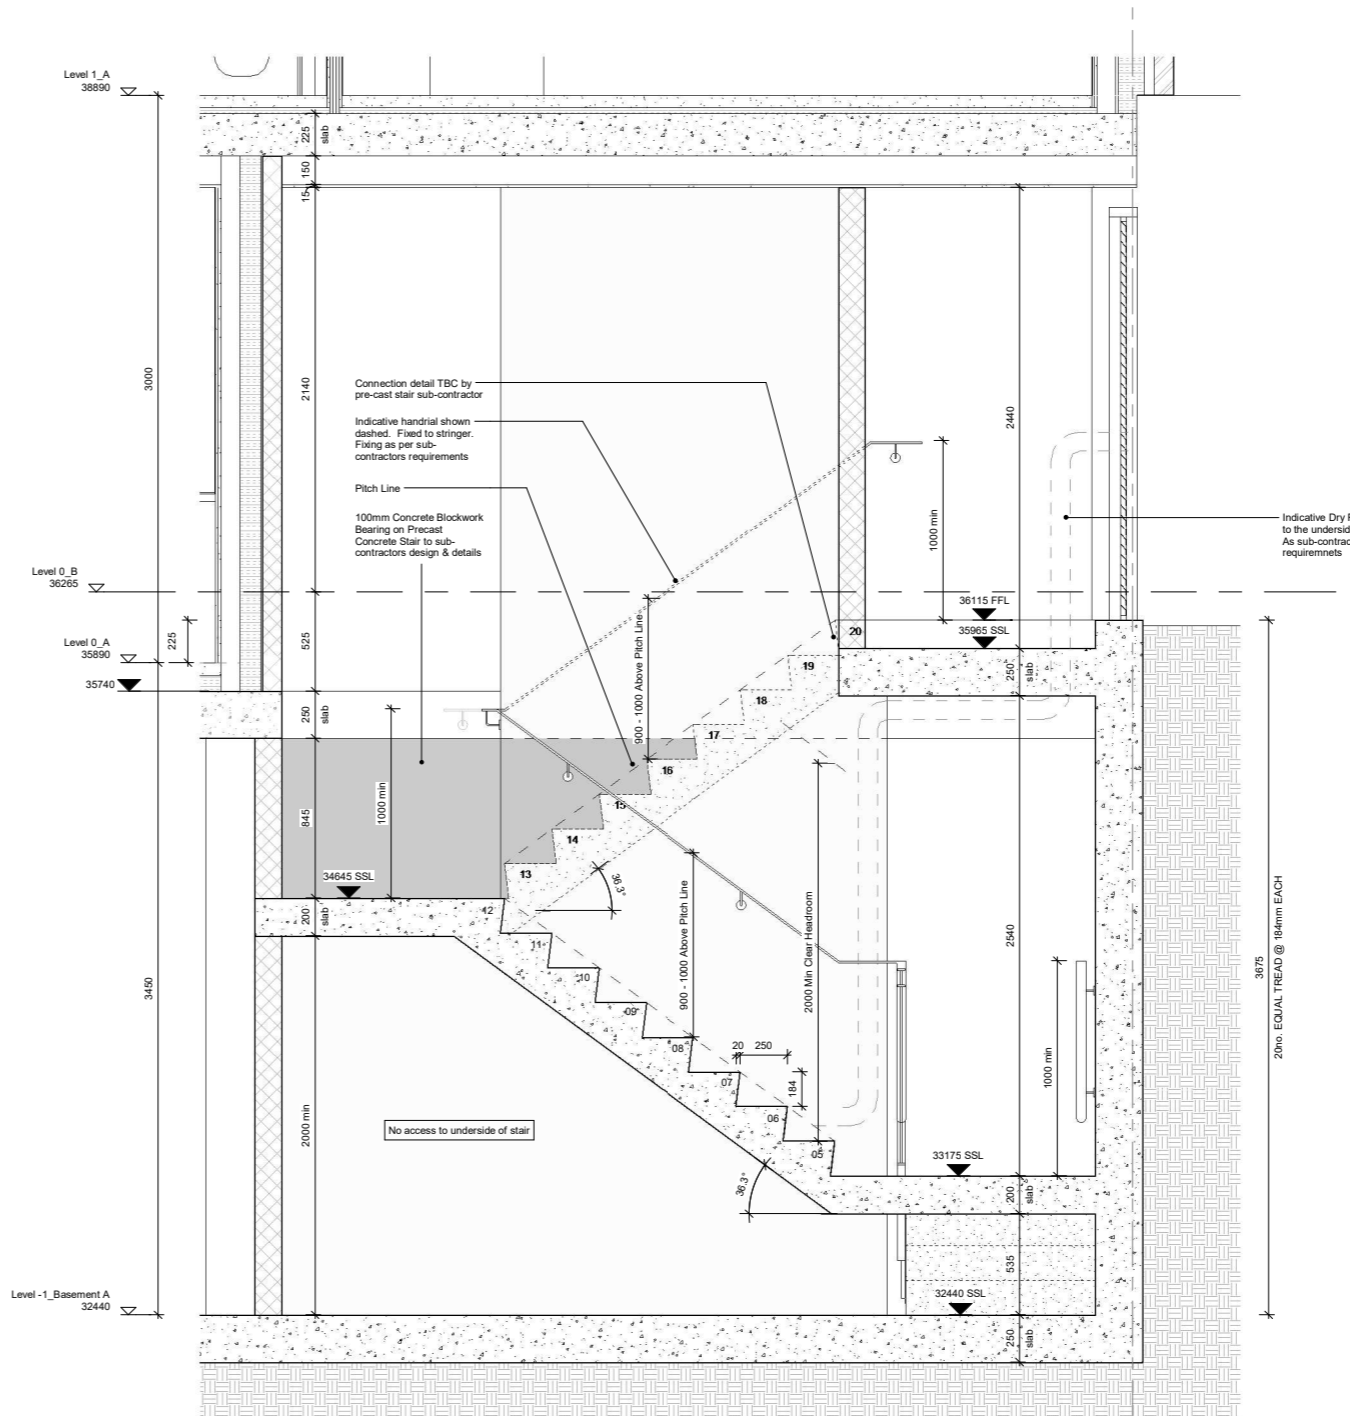 Level 1_A
38890
225
slab
150
15
3000
2140
2440
Connection detail TBC by
pre-cast stair sub-contractor
Indicative handrial shown
dashed. Fixed to stringer.
Fixing as per sub-
contractors requirements
Pitch Line
100mm Concrete Blockwork
Bearing on Precast
Concrete Stair to sub-
contractors design & details
1000 min
Indicative Dry
to the undersid
As sub-contrac
requiremnets
Level 0_B
36265
36115 FFL
35965 SSL
225
525
Level 0_A
35890
35740
900 - 1000 Above Pitch Line
20
19
18
17
16
15
14
13
250
slab
250
slab
1000 min
845
34645 SSL
36.3°
200
slab
12
11
10
09
08
07
06
05
900 - 1000 Above Pitch Line
2000 Min Clear Headroom
2540
3675
20no. EQUAL TREAD @ 184mm EACH
3450
20
250
184
1000 min
2000 min
No access to underside of stair
36.3°
33175 SSL
200
slab
535
Level -1_Basement A
32440
32440 SSL
250
slab